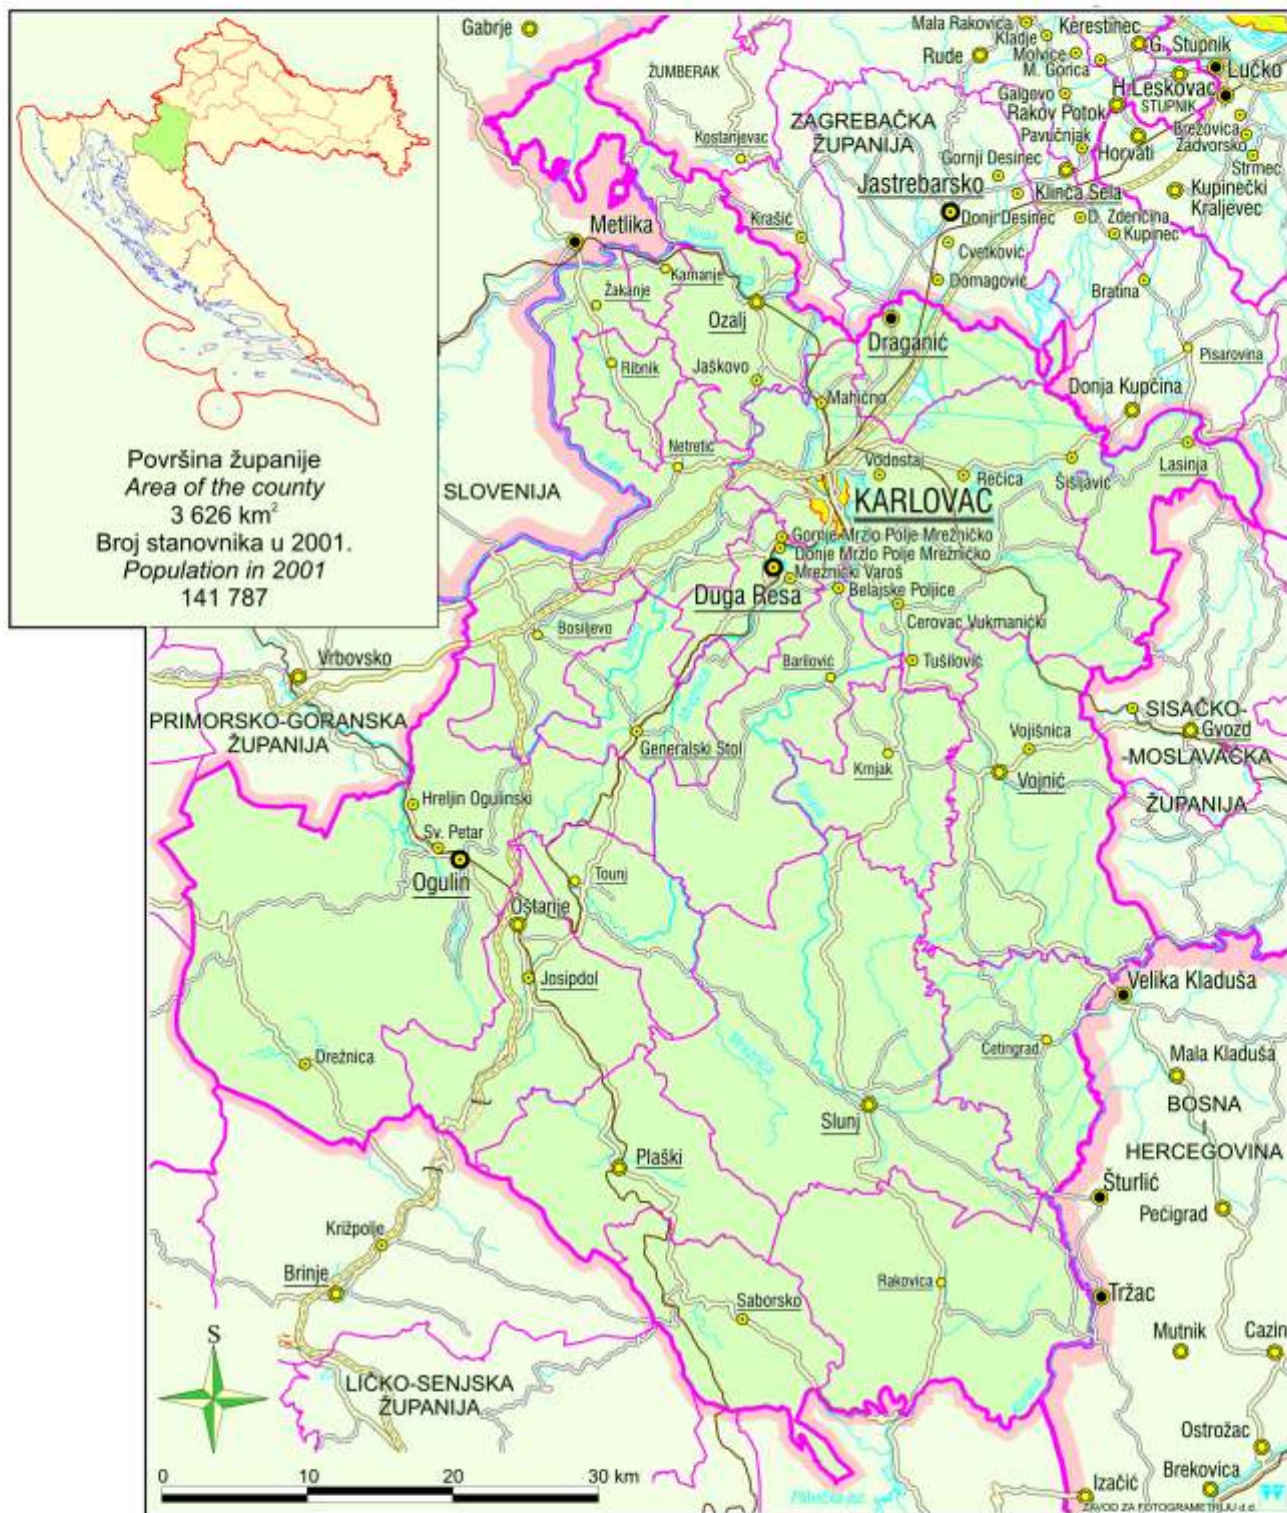 Površina županije
Area of the county
3 626 km²
Broj stanovnika u 2001.
Population in 2001
141 787
Gabrje
ŽUMBERAK
Kostanjevac
ZAGREBAČKA
ŽUPANIJA
Mala Rakovica
Kladje
Kerestinec
Rude
Molvice
M. Gorica
G. Stupnik
Lučko
Galgovo
H.Leskovac
STUPNIK
Rakov Potok
Pavučnjak
Brezovica
Zadvorsko
Horvati
Strmec
Gornji Desinec
Klinča Sela
Jastrebarsko
Kupinečki
Kraljevec
Donji Desinec
D. Zdenčina
Kupinec
Krašić
Cvetković
Domagović
Bratina
Metlika
Kamanje
Žakanje
Ozalj
Draganić
Pisarovina
Ribnik
Jaškovo
Mahično
Donja Kupčina
Netretić
Vodostaj
Rečica
Šišljavić
Lasinja
SLOVENIJA
KARLOVAC
Gornje Mrzlo Polje Mrežničko
Donje Mrzlo Polje Mrežničko
Mrežnički Varoš
Duga Resa
Belajske Poljice
Cerovac Vukmanićki
Bosiljevo
Vrbovsko
Barilović
Tušilović
PRIMORSKO-GORANSKA
ŽUPANIJA
SISAČKO-
Gvozd
-MOSLAVAČKA
ŽUPANIJA
Generalski Stol
Vojišnica
Krnjak
Vojnić
Hreljin Ogulinski
Sv. Petar
Ogulin
Tounj
Oštarije
Josipdol
Velika Kladuša
Drežnica
Mrežnica
Cetingrad
Mala Kladuša
BOSNA
I
HERCEGOVINA
Slunj
Plaški
Šturlić
Pećigrad
Križpolje
Brinje
Rakovica
Saborsko
Tržac
Mutnik
Cazin
S
LIČKO-SENJSKA
ŽUPANIJA
Ostrožac
Brekovica
Izačić
0 10 20 30 km
ZAVOD ZA FOTOGRAMETRIJU d.d.